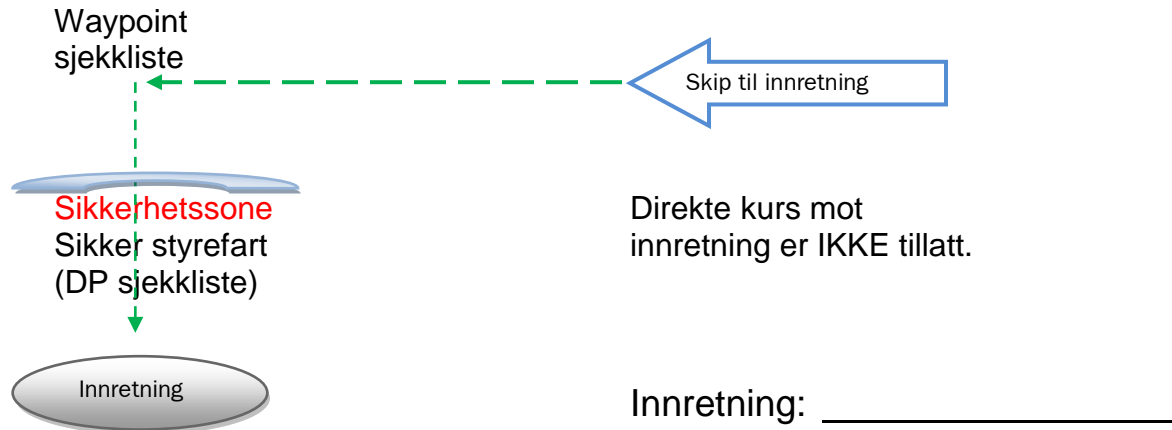 Waypoint
sjekkliste
Skip til innretning
Sikkerhetssone
Sikker styrefart
(DP sjekkliste)
Direkte kurs mot
innretning er IKKE tillatt.
Innretning
Innretning: